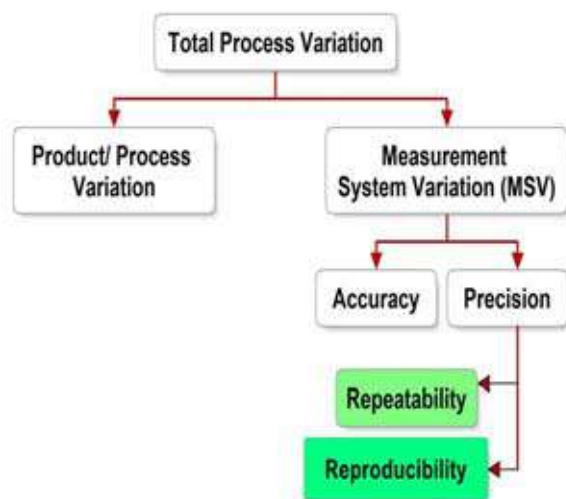 Total Process Variation
Product/ Process
Variation
Measurement
System Variation (MSV)
Accuracy
Precision
Repeatability
Reproducibility